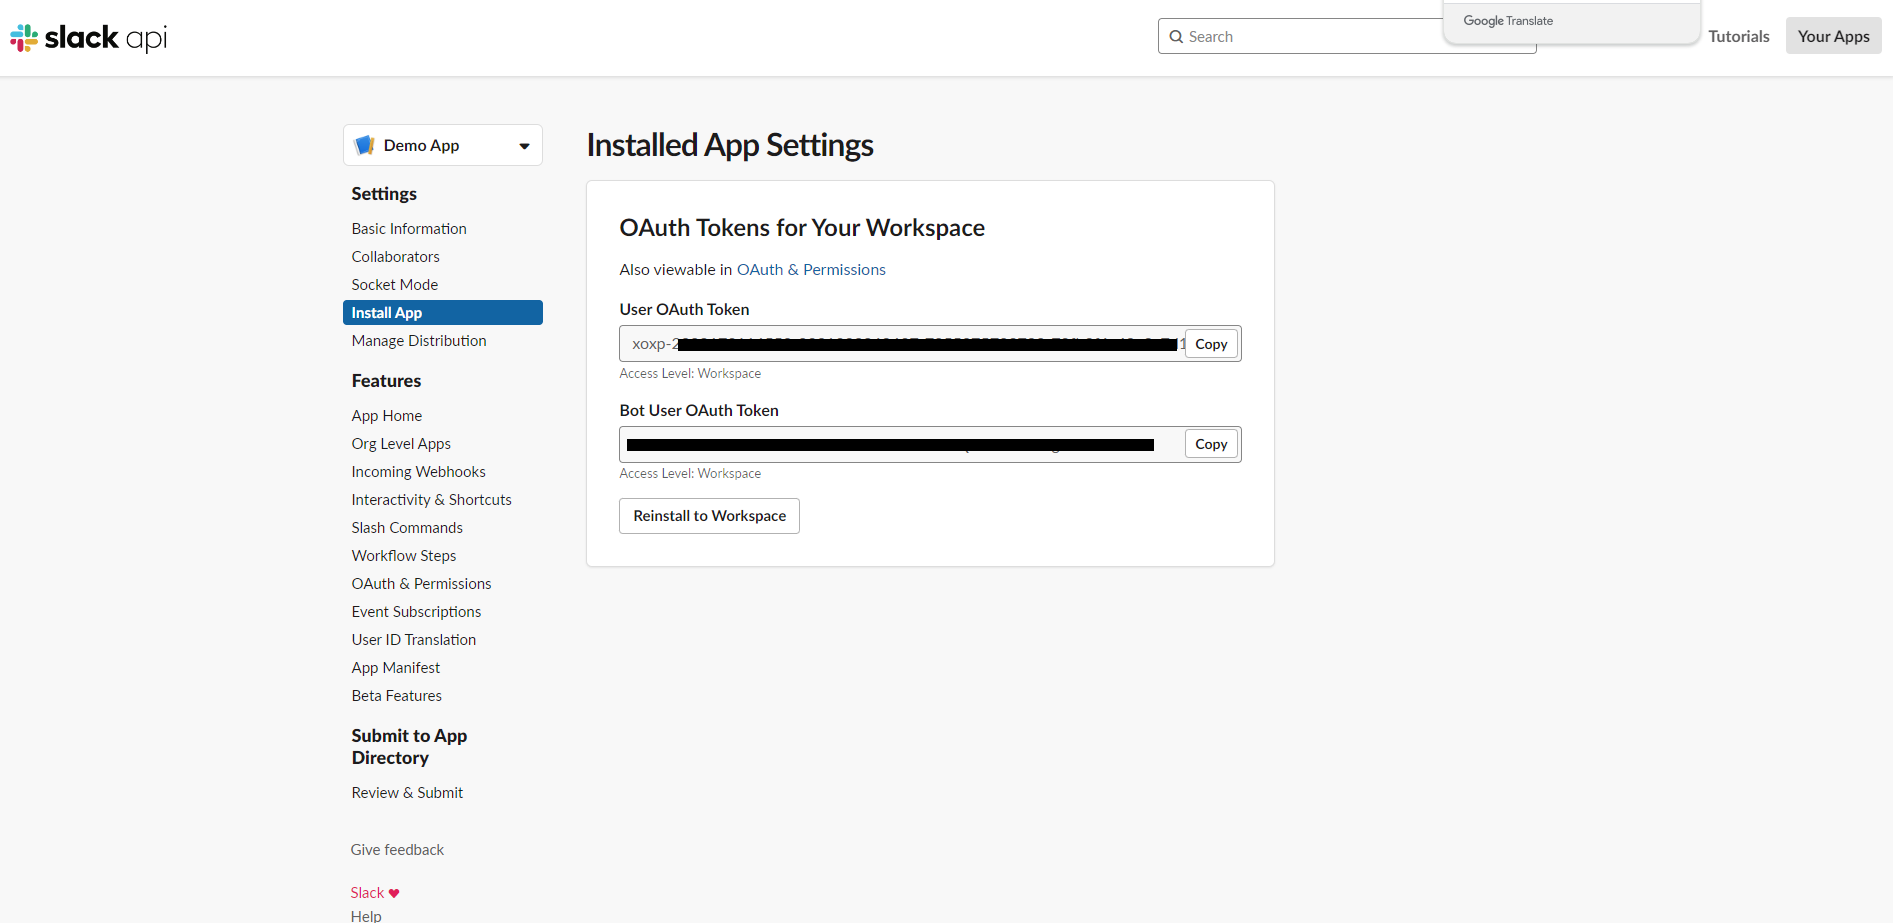 slack api
Search
Google Translate
Tutorials
Your Apps
Demo App
Settings
Basic Information
Collaborators
Socket Mode
Install App
Manage Distribution
Features
App Home
Org Level Apps
Incoming Webhooks
Interactivity & Shortcuts
Slash Commands
Workflow Steps
OAuth & Permissions
Event Subscriptions
User ID Translation
App Manifest
Beta Features
Submit to App
Directory
Review & Submit
Give feedback
Slack ♥
Help
Installed App Settings
OAuth Tokens for Your Workspace
Also viewable in OAuth & Permissions
User OAuth Token
xoxp-
Copy
Access Level: Workspace
Bot User OAuth Token
Copy
Access Level: Workspace
Reinstall to Workspace